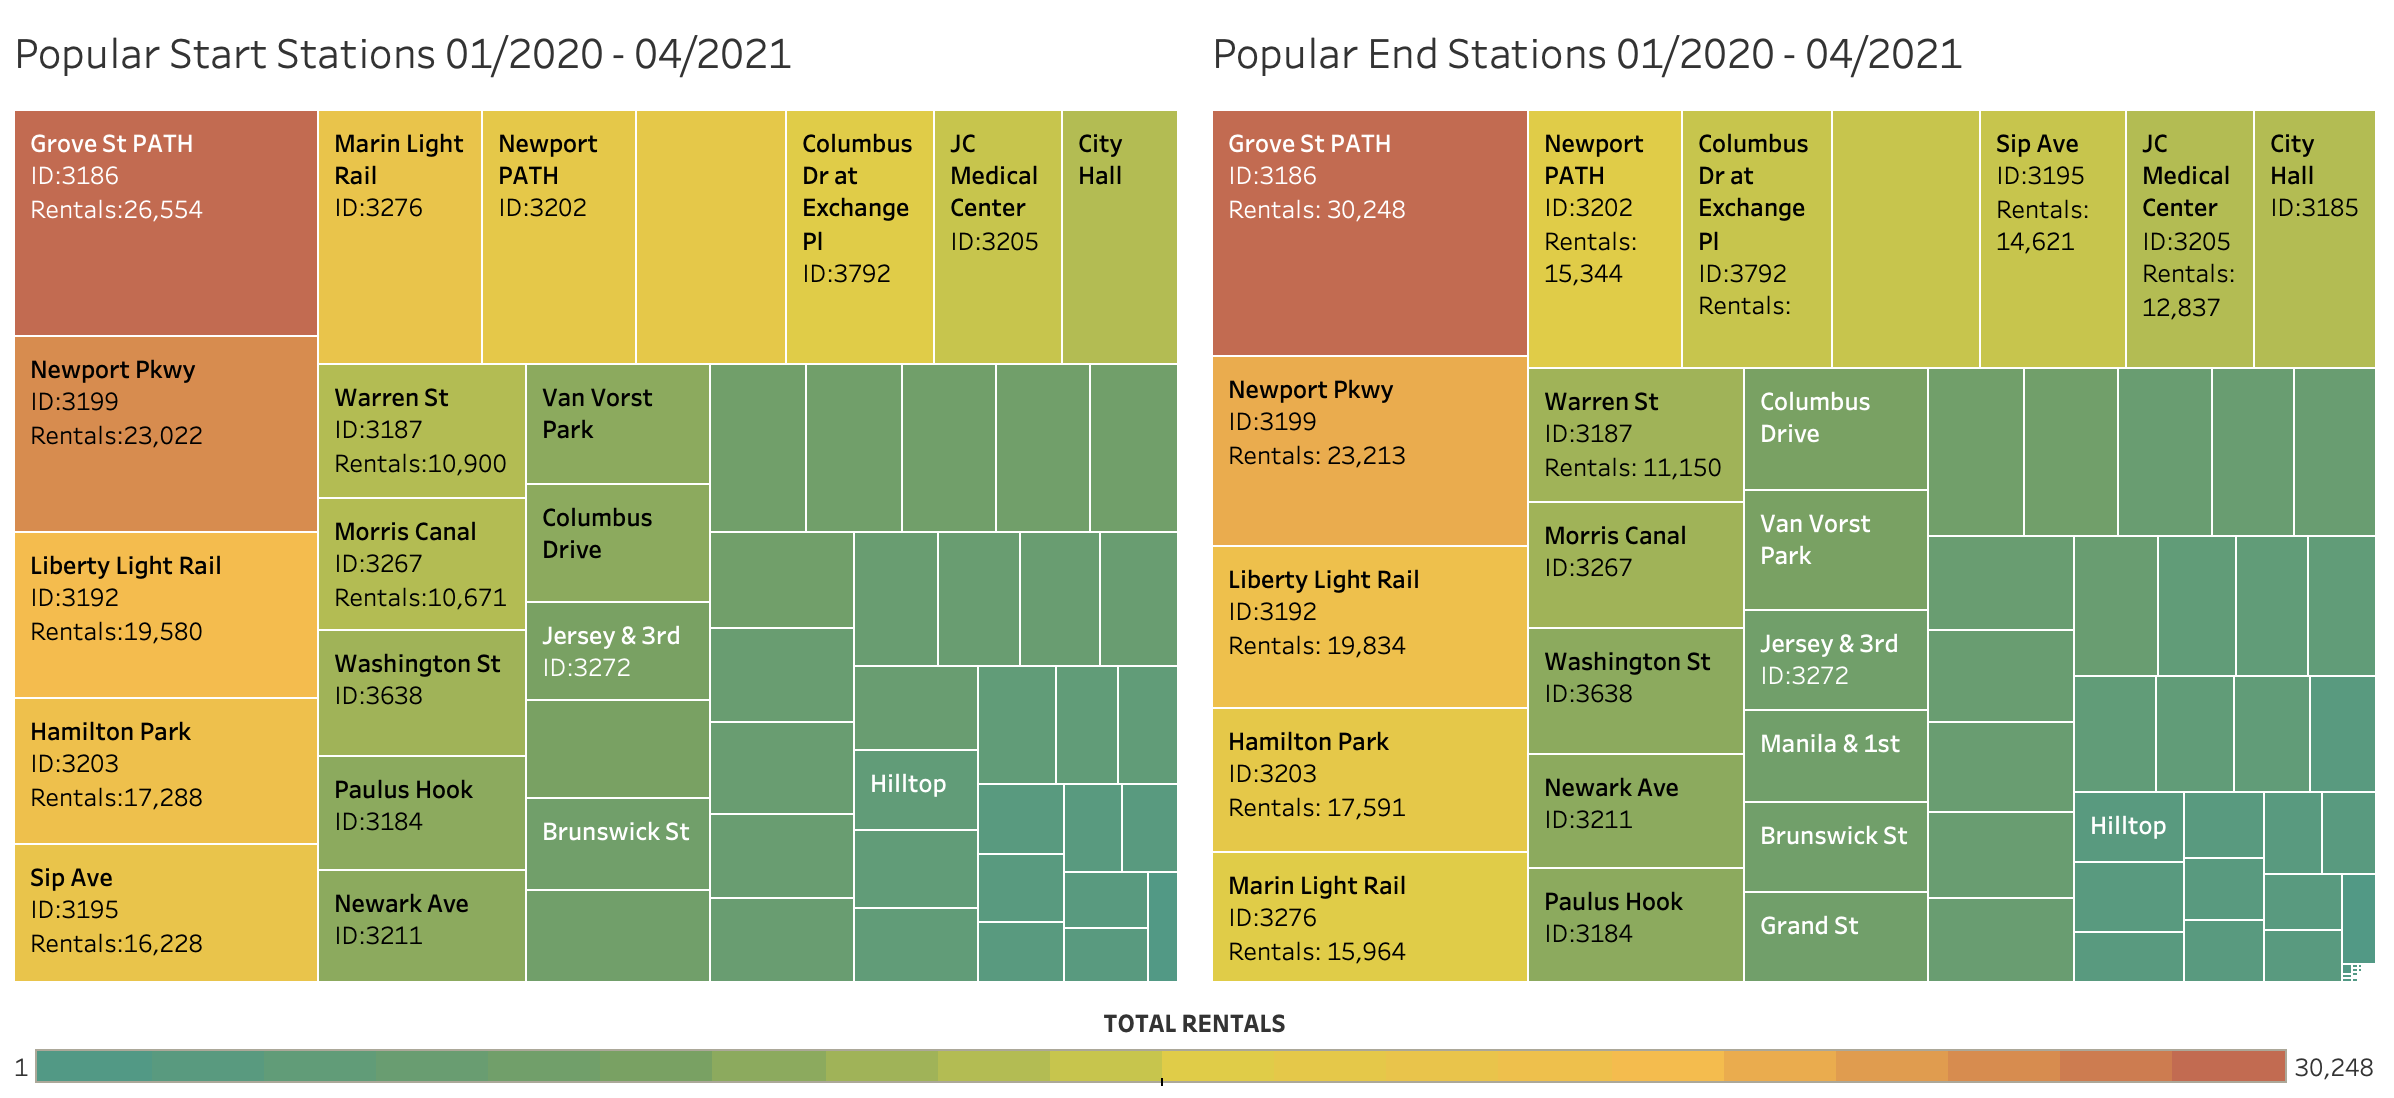 Popular Start Stations 01/2020 - 04/2021
Grove St PATH
ID:3186
Rentals:26,554
Newport Pkwy
ID:3199
Rentals:23,022
Liberty Light Rail
ID:3192
Rentals:19,580
Hamilton Park
ID:3203
Rentals:17,288
Sip Ave
ID:3195
Rentals:16,228
Marin Light
Rail
ID:3276
Newport
PATH
ID:3202
Columbus
Dr at
Exchange
Pl
ID:3792
JC
Medical
Center
ID:3205
City
Hall
Warren St
ID:3187
Rentals:10,900
Morris Canal
ID:3267
Rentals:10,671
Washington St
ID:3638
Paulus Hook
ID:3184
Newark Ave
ID:3211
Van Vorst
Park
Columbus
Drive
Jersey & 3rd
ID:3272
Brunswick St
Hilltop
Popular End Stations 01/2020 - 04/2021
Grove St PATH
ID:3186
Rentals: 30,248
Newport Pkwy
ID:3199
Rentals: 23,213
Liberty Light Rail
ID:3192
Rentals: 19,834
Hamilton Park
ID:3203
Rentals: 17,591
Marin Light Rail
ID:3276
Rentals: 15,964
Newport
PATH
ID:3202
Rentals:
15,344
Columbus
Dr at
Exchange
Pl
ID:3792
Rentals:
Sip Ave
ID:3195
Rentals:
14,621
JC
Medical
Center
ID:3205
Rentals:
12,837
City
Hall
ID:3185
Warren St
ID:3187
Rentals: 11,150
Morris Canal
ID:3267
Washington St
ID:3638
Newark Ave
ID:3211
Paulus Hook
ID:3184
Columbus
Drive
Van Vorst
Park
Jersey & 3rd
ID:3272
Manila & 1st
Brunswick St
Grand St
Hilltop
TOTAL RENTALS
1
30,248